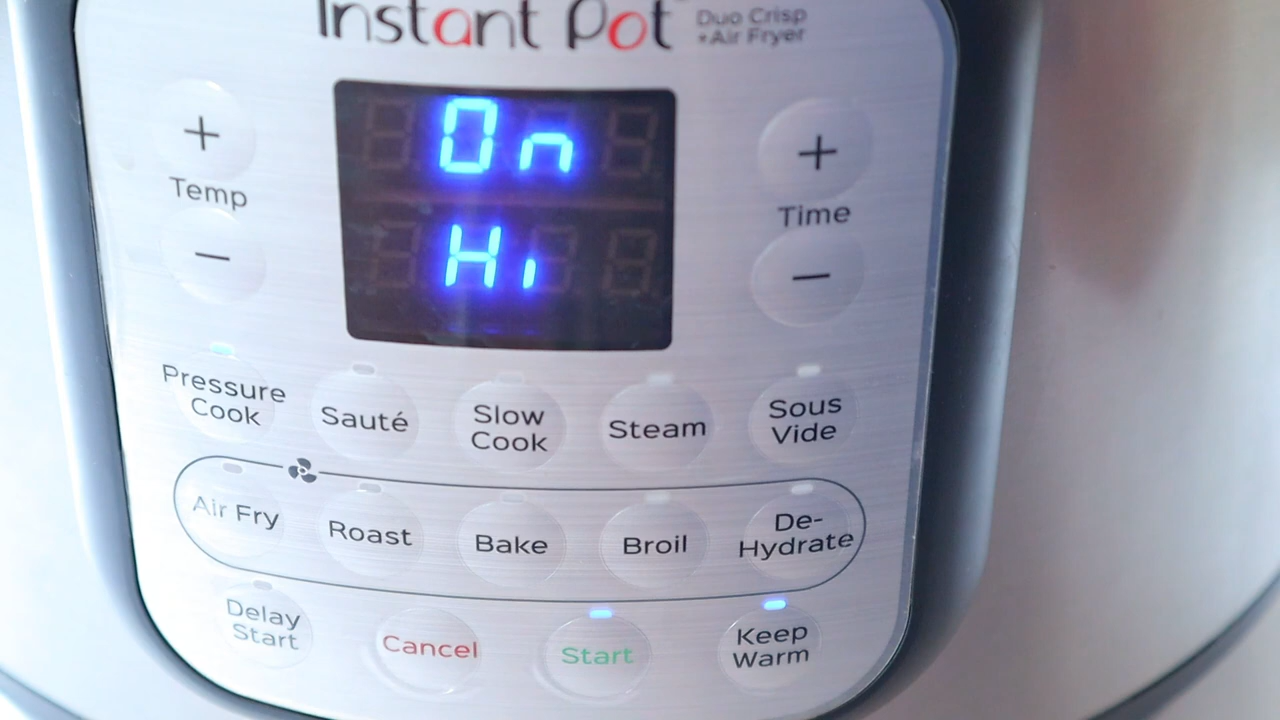 Instant Pot
Duo Crisp
+Air Fryer
On
Hi
+
Temp
−
+
Time
−
Pressure
Cook
Sauté
Slow
Cook
Steam
Sous
Vide
Air Fry
Roast
Bake
Broil
De-
Hydrate
Delay
Start
Cancel
Start
Keep
Warm